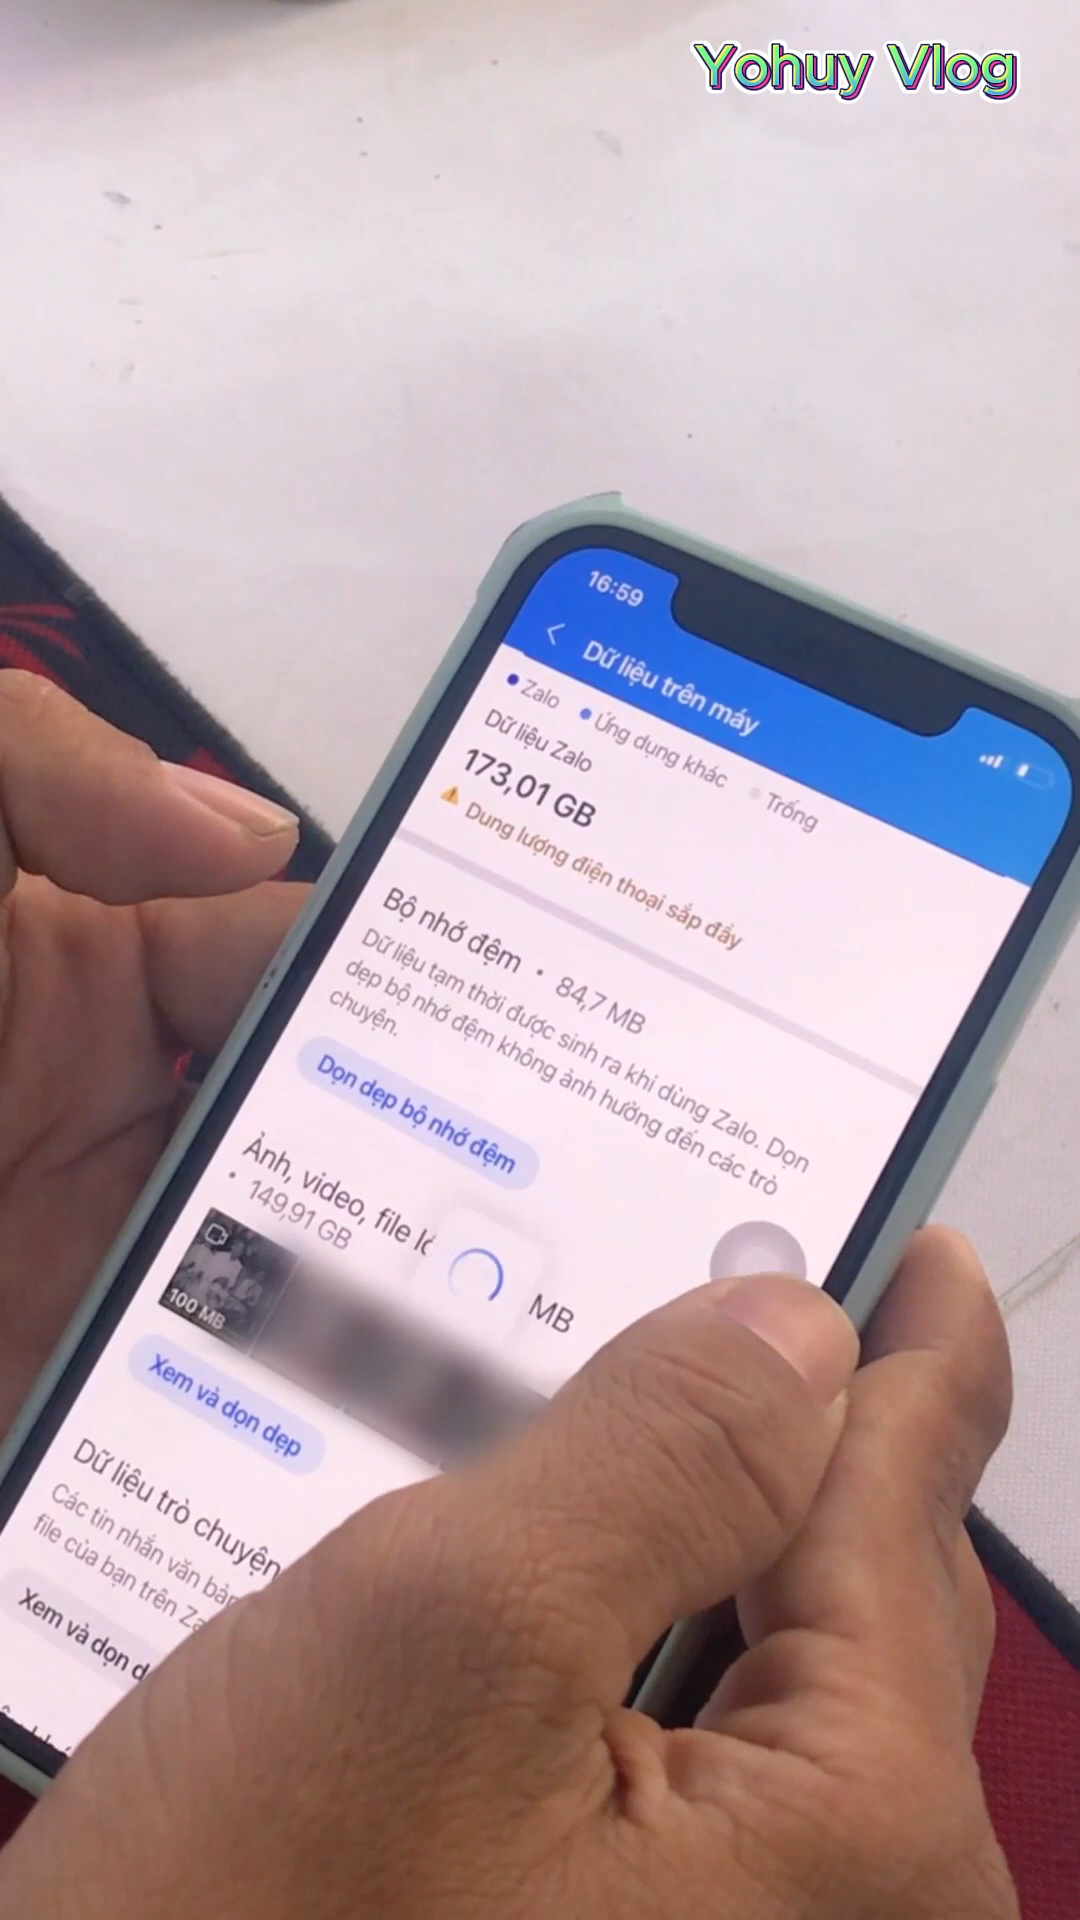 Yohuy Vlog
16:59
Dữ liệu trên máy
Zalo
Ứng dụng khác
Trống
Dữ liệu Zalo
173,01 GB
Dung lượng điện thoại sắp đầy
Bộ nhớ đệm • 84,7 MB
Dữ liệu tạm thời được sinh ra khi dùng Zalo. Dọn
dẹp bộ nhớ đệm không ảnh hưởng đến các trò
chuyện.
Dọn dẹp bộ nhớ đệm
Ảnh, video, file
MB
• 149,91 GB
100 MB
Xem và dọn dẹp
Dữ liệu trò chuyện
Các tin nhắn văn
file của bạn trên
Xem và dọn